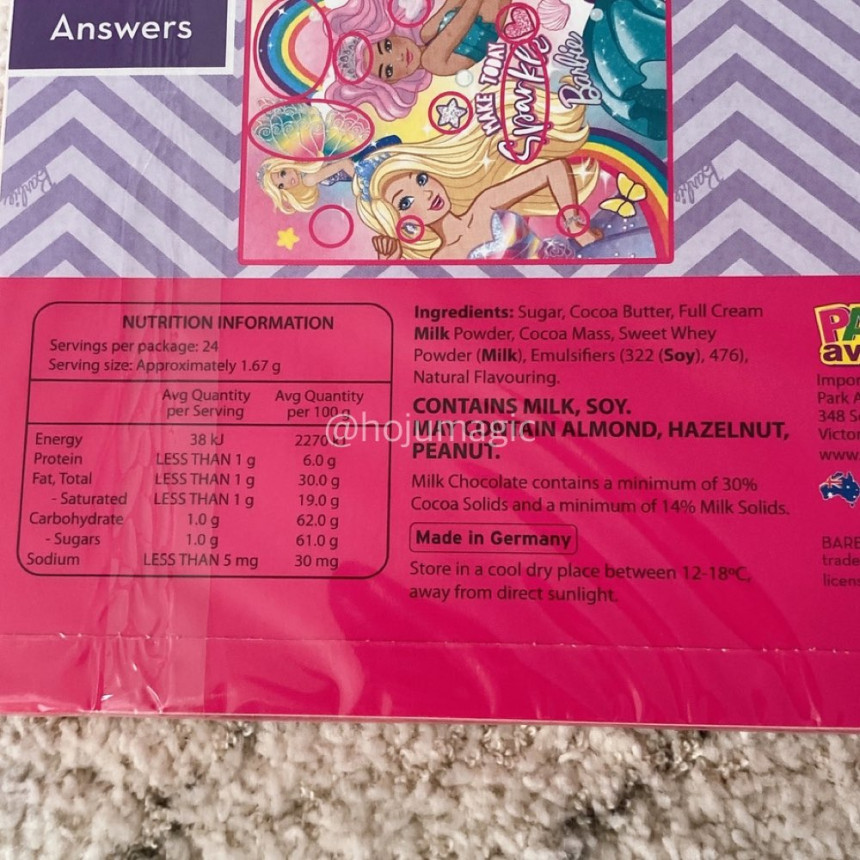 Answers
MAKE TODAY
Sparkle
Barbie
Barbie
Barbie
NUTRITION INFORMATION
Servings per package: 24
Serving size: Approximately 1.67 g
Avg Quantity per Serving Avg Quantity per 100 g
Energy 38 kJ 2270 kJ
Protein LESS THAN 1 g 6.0 g
Fat, Total LESS THAN 1 g 30.0 g
- Saturated LESS THAN 1 g 19.0 g
Carbohydrate 1.0 g 62.0 g
- Sugars 1.0 g 61.0 g
Sodium LESS THAN 5 mg 30 mg
Ingredients: Sugar, Cocoa Butter, Full Cream
Milk Powder, Cocoa Mass, Sweet Whey
Powder (Milk), Emulsifiers (322 (Soy), 476),
Natural Flavouring.
CONTAINS MILK, SOY.
MAY CONTAIN ALMOND, HAZELNUT,
PEANUT.
Milk Chocolate contains a minimum of 30%
Cocoa Solids and a minimum of 14% Milk Solids.
Made in Germany
Store in a cool dry place between 12-18ºC,
away from direct sunlight.
Park A
348 S
www
@hojumagic